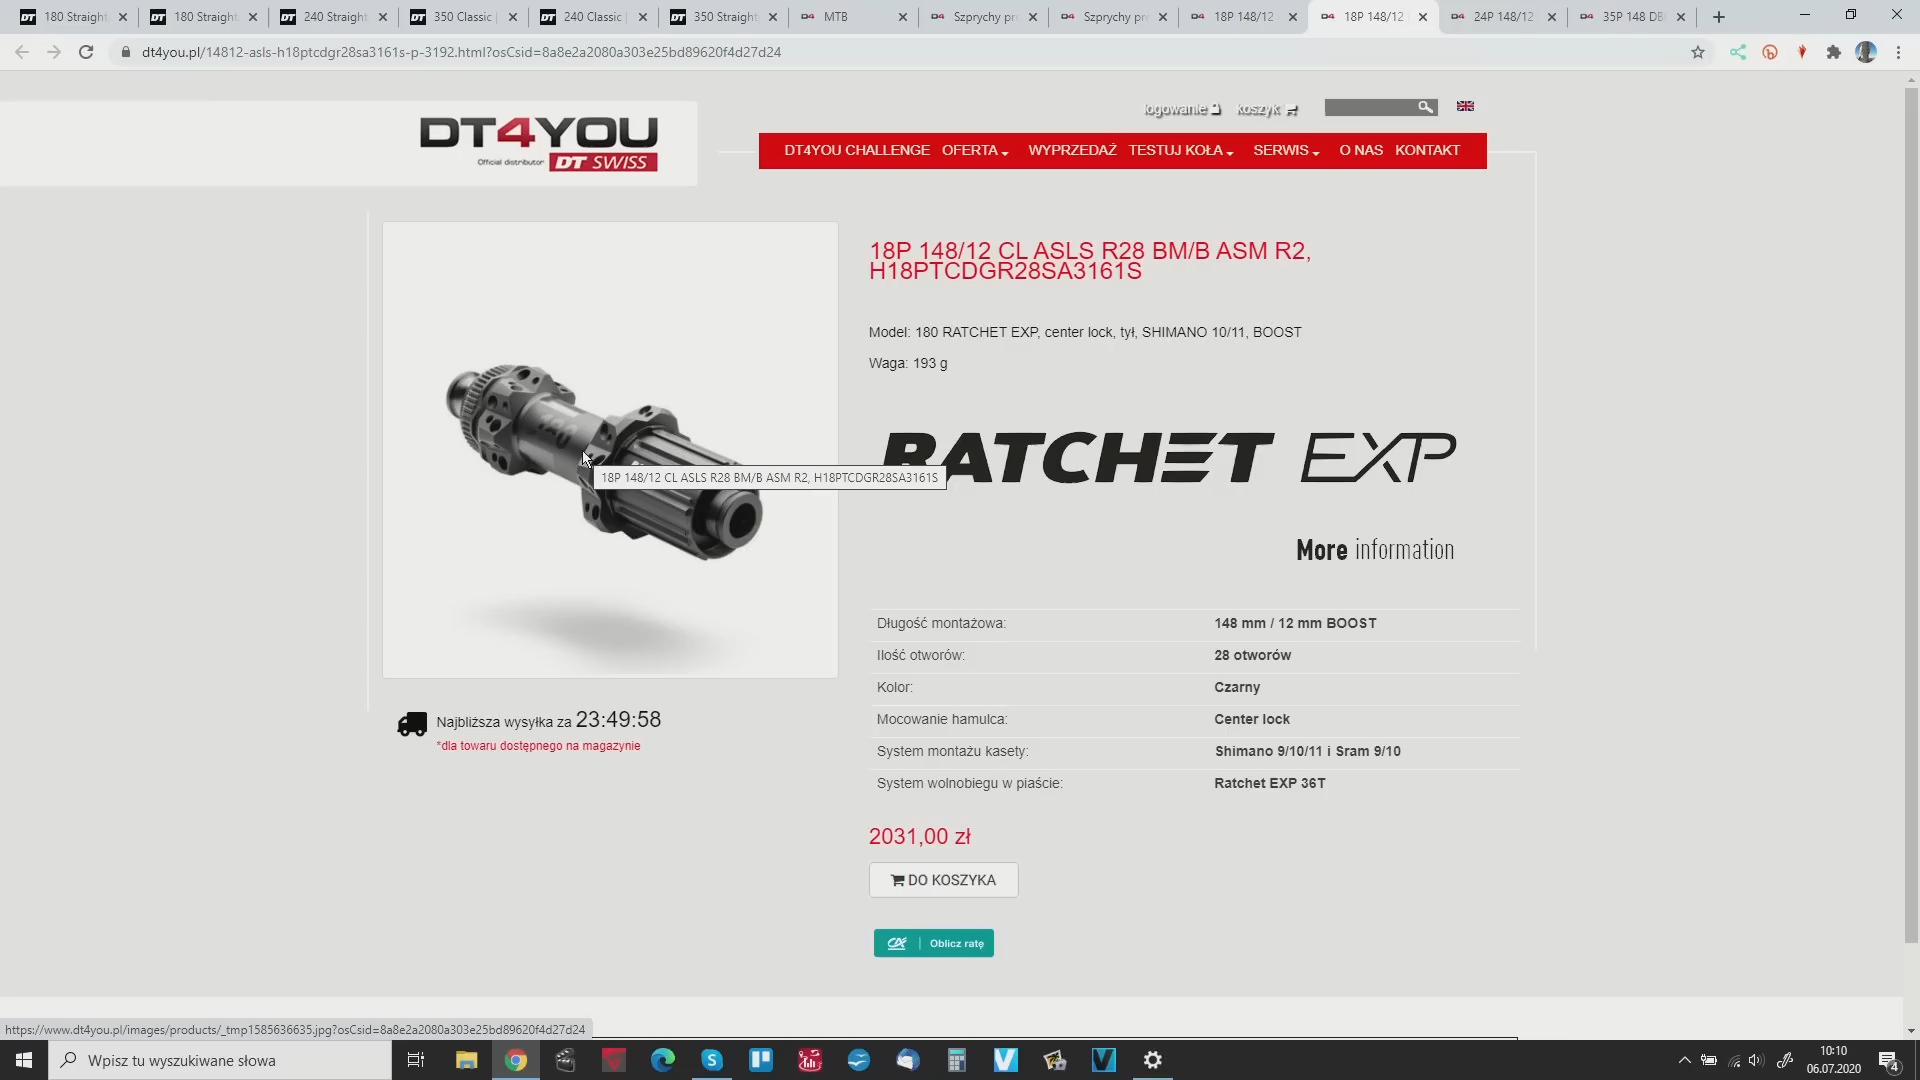 180 Straight
180 Straight
240 Straight
350 Classic
240 Classic
350 Straight
MTB
Szprychy pr
Szprychy pr
18P 148/12
18P 148/12
24P 148/12
35P 148 DB
dt4you.pl/14812-asls-h18ptcdgr28sa3161s-p-3192.html?osCsid=8a8e2a2080a303e25bd89620f4d27d24
logowanie
koszyk
DT4YOU
Official distributor DT SWISS
DT4YOU CHALLENGE OFERTA WYPRZEDAŻ TESTUJ KOŁA SERWIS O NAS KONTAKT
18P 148/12 CL ASLS R28 BM/B ASM R2,
H18PTCDGR28SA3161S
Model: 180 RATCHET EXP, center lock, tył, SHIMANO 10/11, BOOST
Waga: 193 g
180
RATCHET EXP
18P 148/12 CL ASLS R28 BM/B ASM R2, H18PTCDGR28SA3161S
More information
Długość montażowa: 148 mm / 12 mm BOOST
Ilość otworów: 28 otworów
Kolor: Czarny
Mocowanie hamulca: Center lock
System montażu kasety: Shimano 9/10/11 i Sram 9/10
System wolnobiegu w piaście: Ratchet EXP 36T
Najbliższa wysyłka za 23:49:58
*dla towaru dostępnego na magazynie
2031,00 zł
DO KOSZYKA
CA | Oblicz ratę
https://www.dt4you.pl/images/products/_tmp1585636635.jpg?osCsid=8a8e2a2080a303e25bd89620f4d27d24
Wpisz tu wyszukiwane słowa
10:10
06.07.2020
4